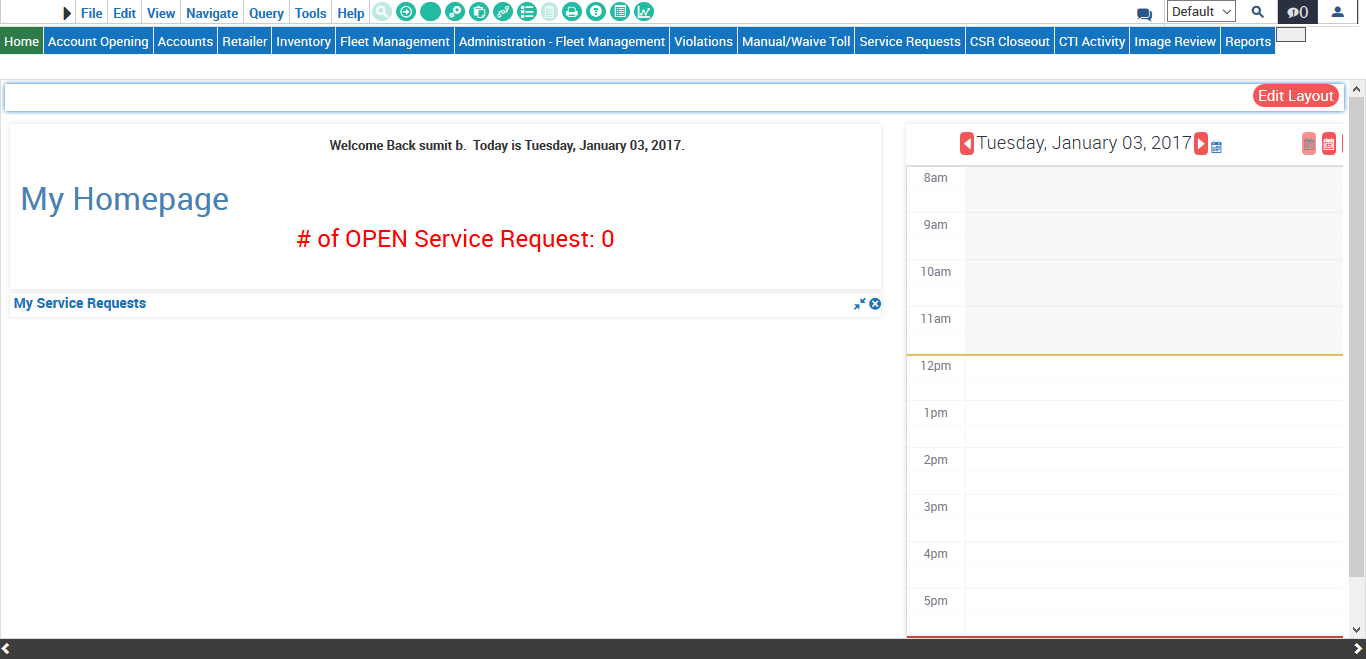 File Edit View Navigate Query Tools Help Default 0
Home Account Opening Accounts Retailer Inventory Fleet Management Administration - Fleet Management Violations Manual/Waive Toll Service Requests CSR Closeout CTI Activity Image Review Reports
Edit Layout
Welcome Back sumit b. Today is Tuesday, January 03, 2017.
My Homepage
# of OPEN Service Request: 0
My Service Requests
Tuesday, January 03, 2017
8am
9am
10am
11am
12pm
1pm
2pm
3pm
4pm
5pm